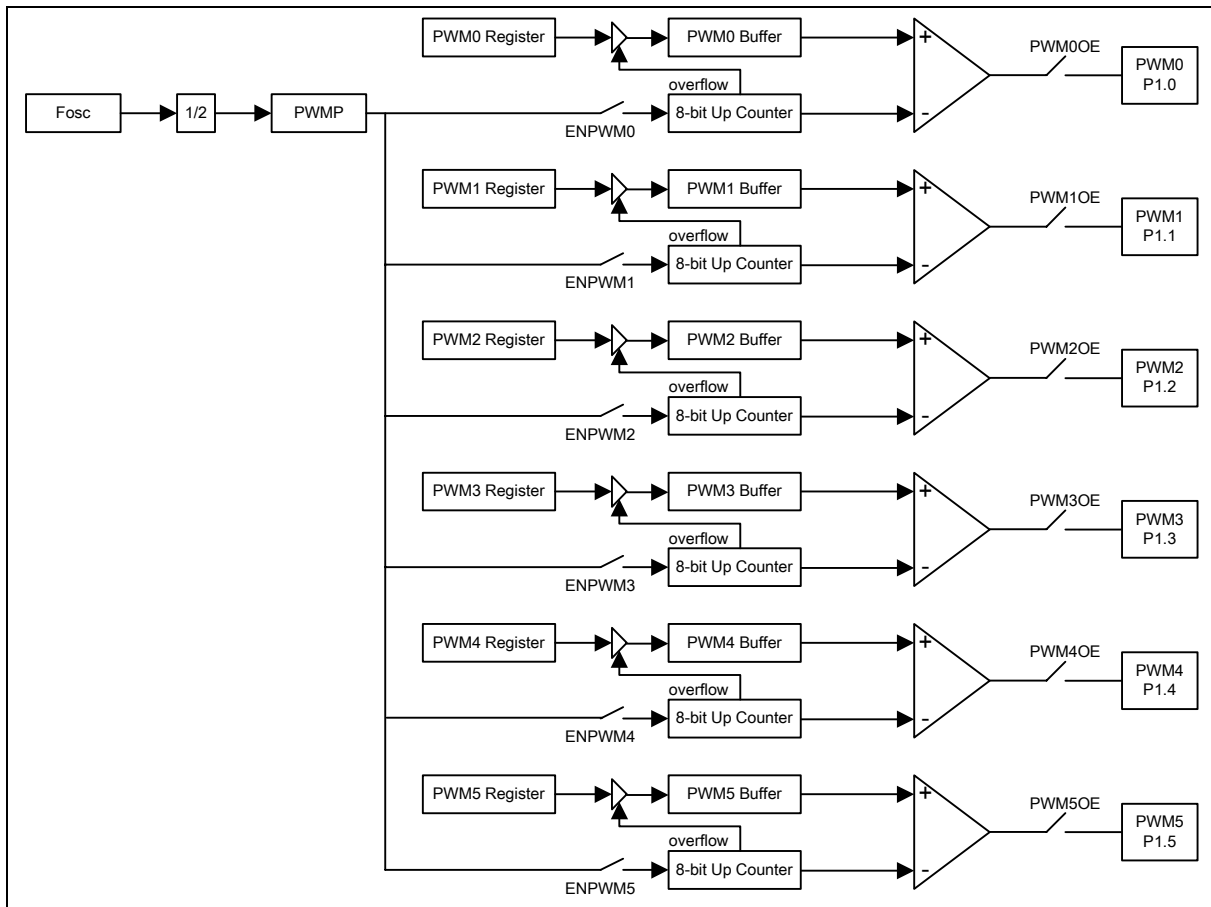 PWM0 Register
PWM0 Buffer
+
PWM0OE
PWM0
P1.0
overflow
Fosc
1/2
PWMP
ENPWM0
8-bit Up Counter
-
PWM1 Register
PWM1 Buffer
+
PWM1OE
PWM1
P1.1
overflow
ENPWM1
8-bit Up Counter
-
PWM2 Register
PWM2 Buffer
+
PWM2OE
PWM2
P1.2
overflow
ENPWM2
8-bit Up Counter
-
PWM3 Register
PWM3 Buffer
+
PWM3OE
PWM3
P1.3
overflow
ENPWM3
8-bit Up Counter
-
PWM4 Register
PWM4 Buffer
+
PWM4OE
PWM4
P1.4
overflow
ENPWM4
8-bit Up Counter
-
PWM5 Register
PWM5 Buffer
+
PWM5OE
PWM5
P1.5
overflow
ENPWM5
8-bit Up Counter
-